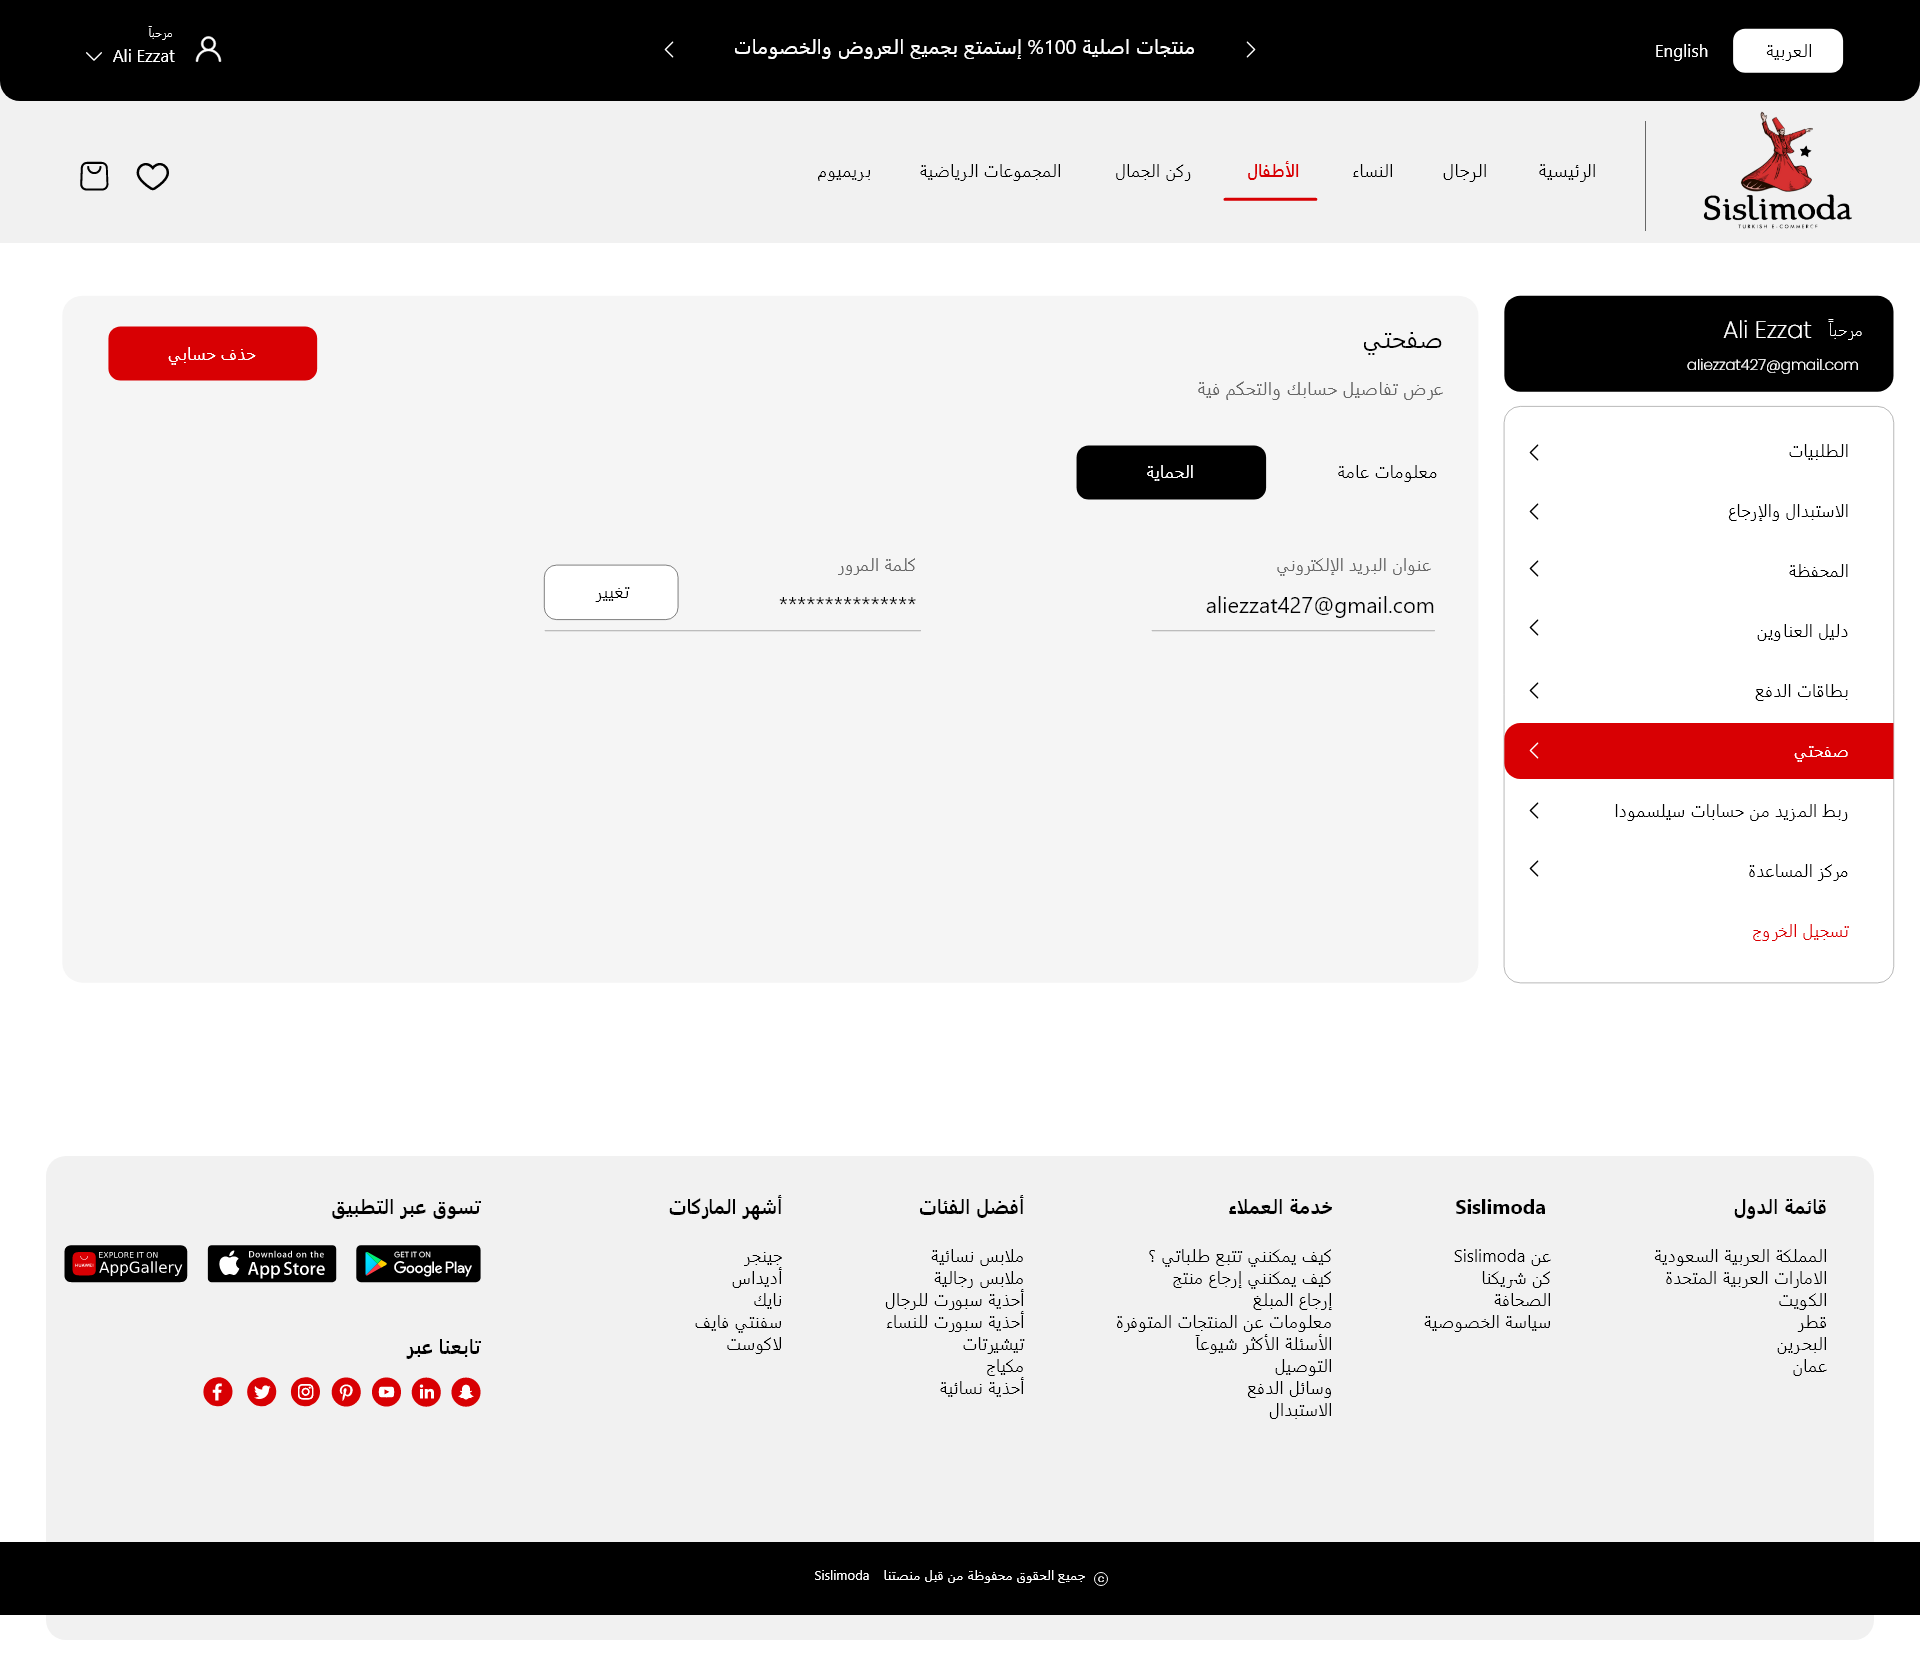 العربية
English
منتجات اصلية 100% إستمتع بجميع العروض والخصومات
مرحباً
Ali Ezzat
Sislimoda
TURKISH E-COMMERCE
الرئيسية
الرجال
النساء
الأطفال
ركن الجمال
المجموعات الرياضية
بريميوم
مرحباً Ali Ezzat
aliezzat427@gmail.com
الطلبيات
الاستبدال والإرجاع
المحفظة
دليل العناوين
بطاقات الدفع
صفحتي
ربط المزيد من حسابات سيلسمودا
مركز المساعدة
تسجيل الخروج
صفحتي
عرض تفاصيل حسابك والتحكم فية
حذف حسابي
معلومات عامة
الحماية
عنوان البريد الإلكتروني
aliezzat427@gmail.com
كلمة المرور
***************
تغيير
قائمة الدول
المملكة العربية السعودية
الامارات العربية المتحدة
الكويت
قطر
البحرين
عمان
Sislimoda
عن Sislimoda
كن شريكنا
الصحافة
سياسة الخصوصية
خدمة العملاء
كيف يمكنني تتبع طلباتي ؟
كيف يمكنني إرجاع منتج
إرجاع المبلغ
معلومات عن المنتجات المتوفرة
الأسئلة الأكثر شيوعاً
التوصيل
وسائل الدفع
الاستبدال
أفضل الفئات
ملابس نسائية
ملابس رجالية
أحذية سبورت للرجال
أحذية سبورت للنساء
تيشيرتات
مكياج
أحذية نسائية
أشهر الماركات
جينجر
أديداس
نايك
سفنتي فايف
لاكوست
تسوق عبر التطبيق
GET IT ON
Google Play
Download on the
App Store
EXPLORE IT ON
AppGallery
HUAWEI
تابعنا عبر
© جميع الحقوق محفوظة من قبل منصتنا Sislimoda